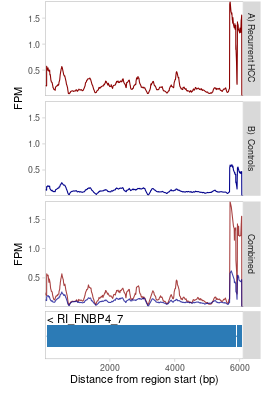 1.5
1.0
0.5
FPM
A) Recurrent HCC
1.5
1.0
0.5
B) Controls
1.5
1.0
0.5
FPM
Combined
< RI_FNBP4_7
2000
4000
6000
Distance from region start (bp)